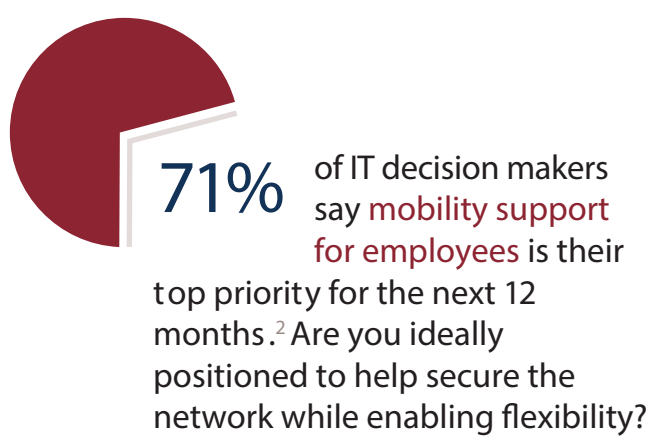 71% of IT decision makers
say mobility support
for employees is their
top priority for the next 12
months.² Are you ideally
positioned to help secure the
network while enabling flexibility?